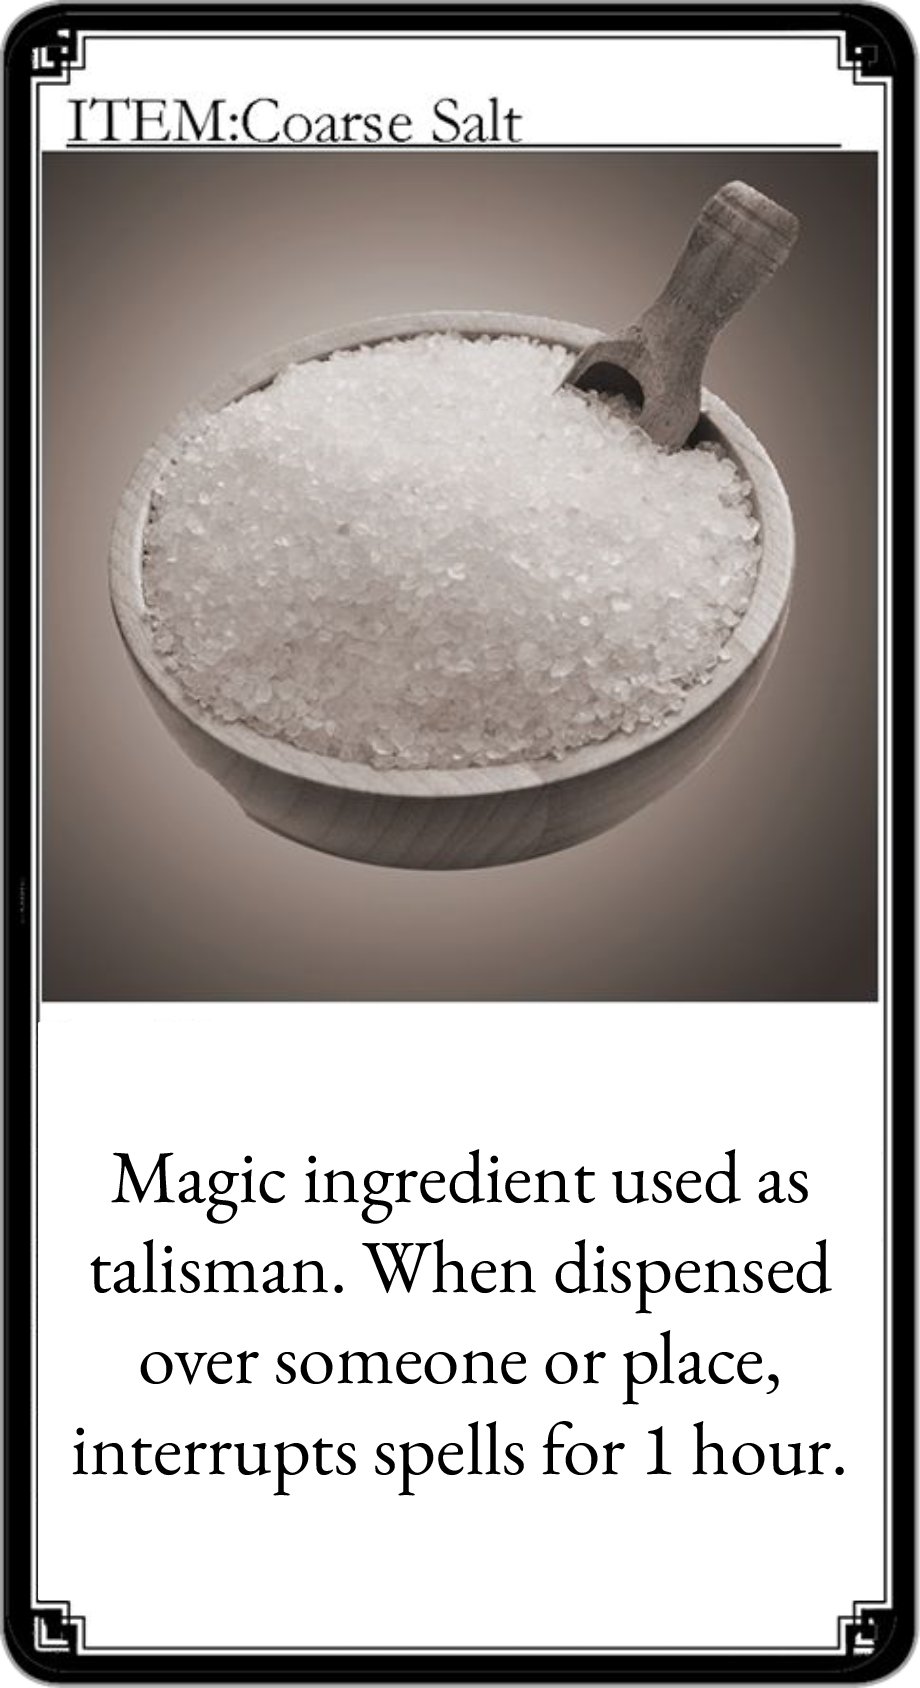 ITEM:Coarse Salt
Magic ingredient used as
talisman. When dispensed
over someone or place,
interrupts spells for 1 hour.